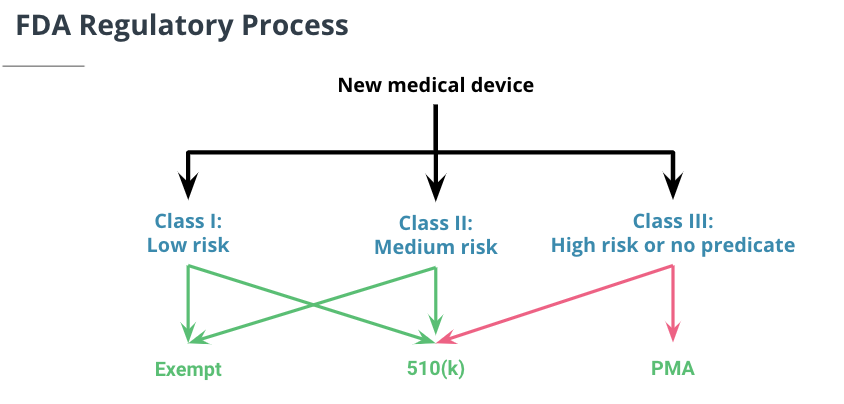 FDA Regulatory Process
New medical device
Class I:
Low risk
Class II:
Medium risk
Class III:
High risk or no predicate
Exempt
510(k)
PMA